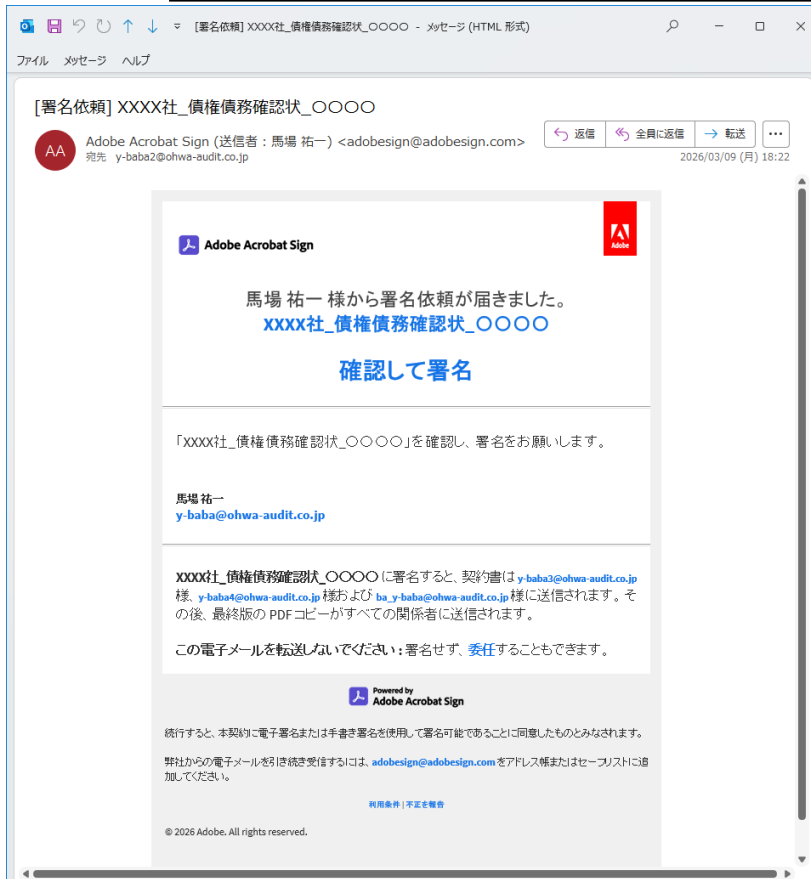 [署名依頼] XXXX社_債権債務確認状_〇〇〇〇 - メッセージ (HTML 形式)
ファイル メッセージ ヘルプ
[署名依頼] XXXX社_債権債務確認状_〇〇〇〇
AA
Adobe Acrobat Sign (送信者 : 馬場 祐一) <adobesign@adobesign.com>
宛先 y-baba2@ohwa-audit.co.jp
返信 全員に返信 転送
2026/03/09 (月) 18:22
Adobe Acrobat Sign
Adobe
馬場 祐一 様から署名依頼が届きました。
XXXX社_債権債務確認状_〇〇〇〇
確認して署名
「XXXX社_債権債務確認状_〇〇〇〇」を確認し、署名をお願いします。
馬場 祐一
y-baba@ohwa-audit.co.jp
XXXX社_債権債務確認状_〇〇〇〇 に署名すると、契約書は y-baba3@ohwa-audit.co.jp
様、y-baba4@ohwa-audit.co.jp 様および ba_y-baba@ohwa-audit.co.jp 様に送信されます。そ
の後、最終版の PDF コピーがすべての関係者に送信されます。
この電子メールを転送しないでください : 署名せず、委任することもできます。
Powered by
Adobe Acrobat Sign
続行すると、本契約に電子署名または手書き署名を使用して署名可能であることに同意したものとみなされます。
弊社からの電子メールを引き続き受信するには、adobesign@adobesign.com をアドレス帳またはセーフリストに追
加してください。
利用条件 | 不正を報告
© 2026 Adobe. All rights reserved.